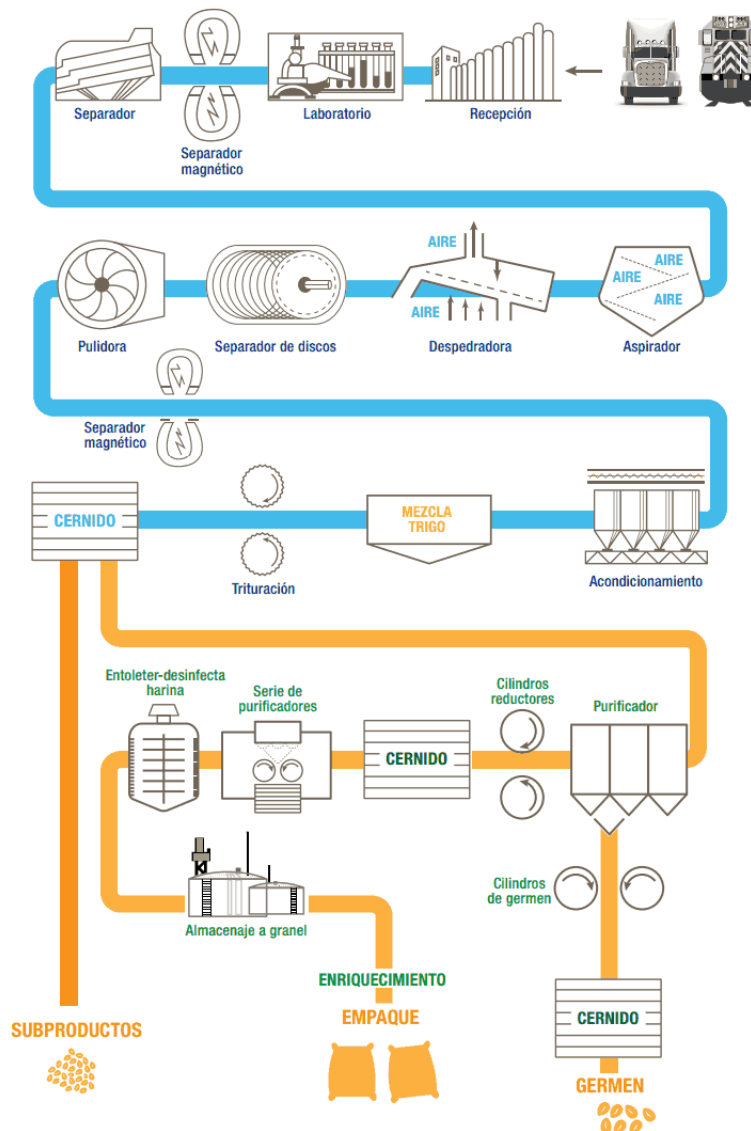 Separador
Separador
magnético
Laboratorio
Recepción
AIRE
AIRE
AIRE
AIRE
AIRE
Pulidora
Separador de discos
Despedradora
Aspirador
Separador
magnético
CERNIDO
MEZCLA
TRIGO
Trituración
Acondicionamiento
Entoleter-desinfecta
harina
Serie de
purificadores
Cilindros
reductores
Purificador
CERNIDO
Cilindros
de germen
Almacenaje a granel
ENRIQUECIMIENTO
EMPAQUE
SUBPRODUCTOS
CERNIDO
GERMEN